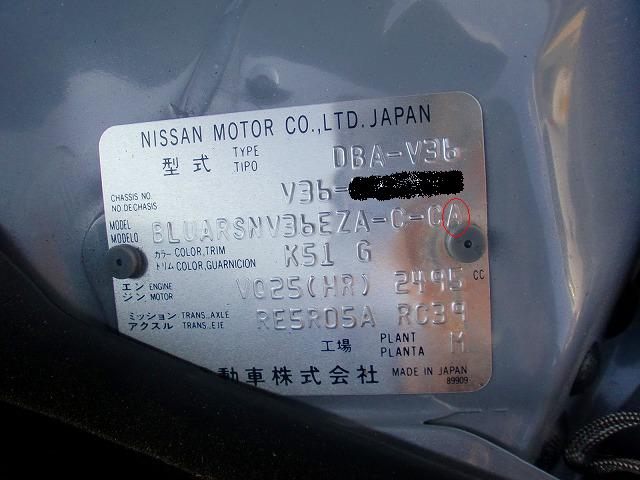 NISSAN MOTOR CO.,LTD. JAPAN
型式 TYPE TIPO DBA-V36
CHASSIS NO. NO.DE CHASIS V36-
MODEL MODELO BLUARSNV36EZA-C-CA
カラー COLOR,TRIM トリム COLOR,GUARNICION K51 G
エンジン ENGINE MOTOR VQ25(HR) 2495 CC
ミッション TRANS.,AXLE アクスル TRANS.,EJE RE5R05A RC39
工場 PLANT PLANTA M
動車株式会社 MADE IN JAPAN
89909